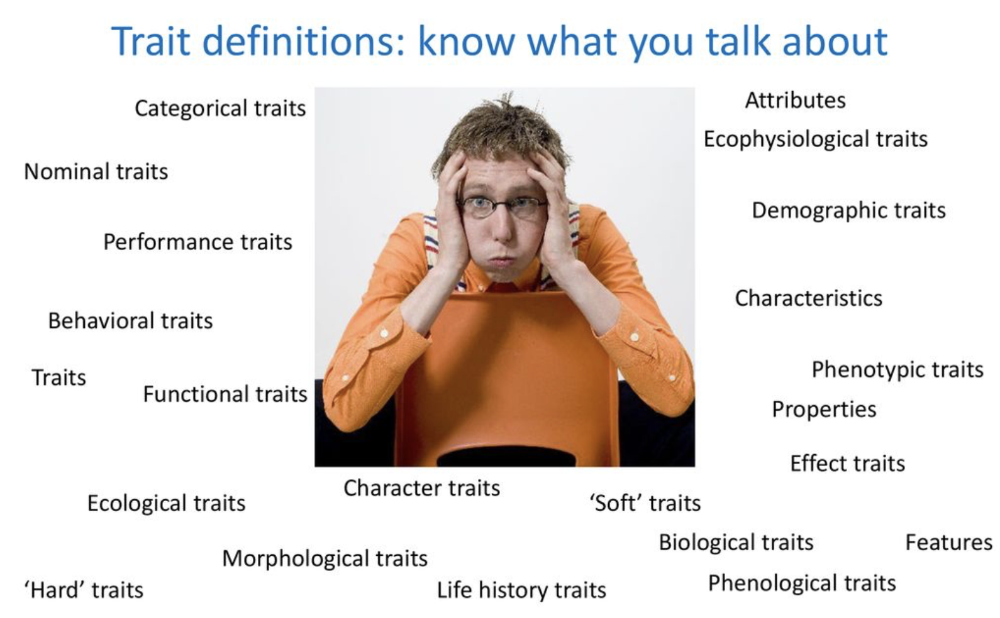 Trait definitions: know what you talk about
Categorical traits
Attributes
Ecophysiological traits
Nominal traits
Demographic traits
Performance traits
Characteristics
Behavioral traits
Phenotypic traits
Traits
Functional traits
Properties
Effect traits
Character traits
Ecological traits
‘Soft’ traits
Biological traits
Features
Morphological traits
Phenological traits
‘Hard’ traits
Life history traits